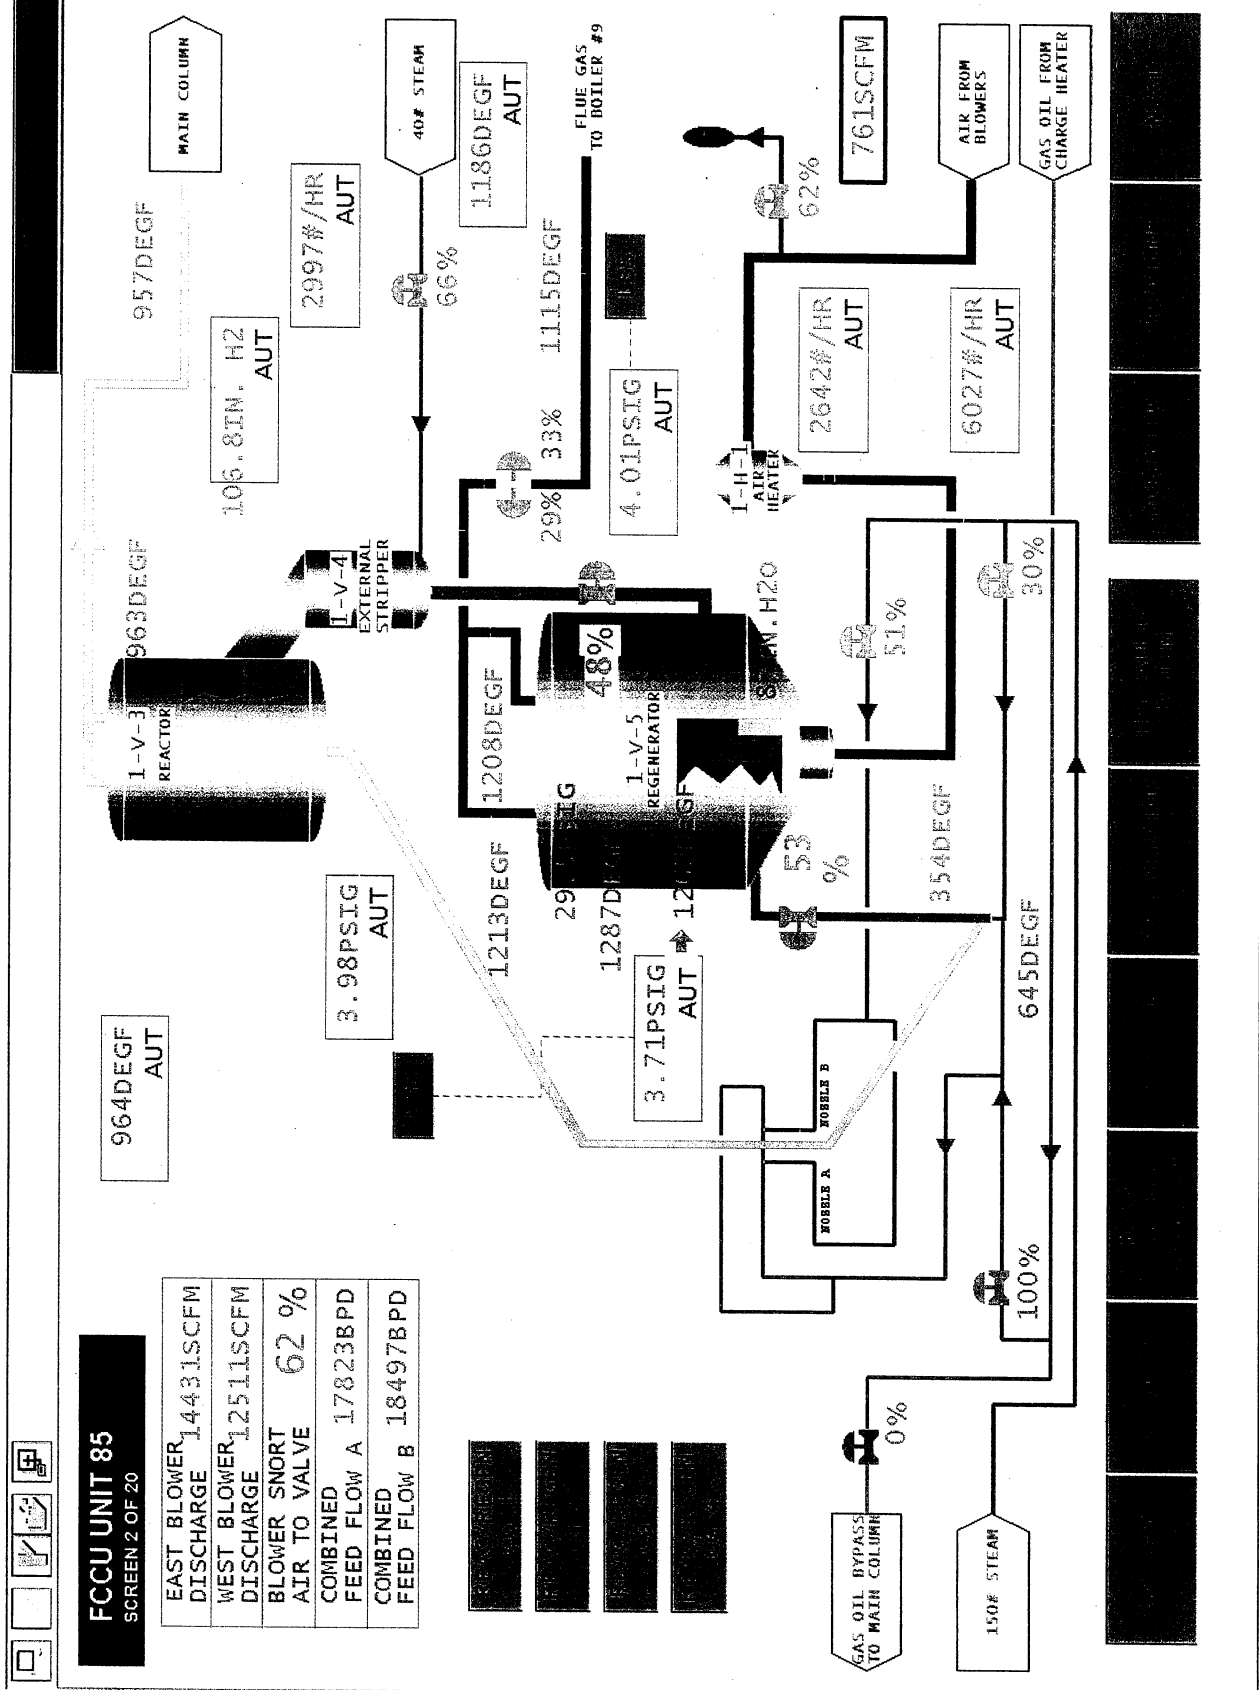 FCCU UNIT 85
SCREEN 2 OF 20
EAST BLOWER
DISCHARGE 14431SCFM
WEST BLOWER
DISCHARGE 12511SCFM
BLOWER SNORT
AIR TO VALVE 62 %
COMBINED
FEED FLOW A 17823BPD
COMBINED
FEED FLOW B 18497BPD
964DEGF
AUT
3.98PSIG
AUT
3.71PSIG
AUT
1-V-3
REACTOR
963DEGF
957DEGF
MAIN COLUMN
106.8IN. H2
AUT
2997#/HR
AUT
40# STEAM
66%
1186DEGF
AUT
1-V-4
EXTERNAL
STRIPPER
1213DEGF
1208DEGF
29% 33%
1115DEGF
FLUE GAS
TO BOILER #9
4.01PSIG
AUT
48%
1-V-5
REGENERATOR
1287D
53
%
1-H-1
AIR
HEATER
62%
761SCFM
2642#/HR
AUT
6027#/HR
AUT
AIR FROM
BLOWERS
GAS OIL FROM
CHARGE HEATER
51%
30%
354DEGF
645DEGF
NOZZLE A
NOZZLE B
100%
0%
GAS OIL BYPASS
TO MAIN COLUMN
150# STEAM